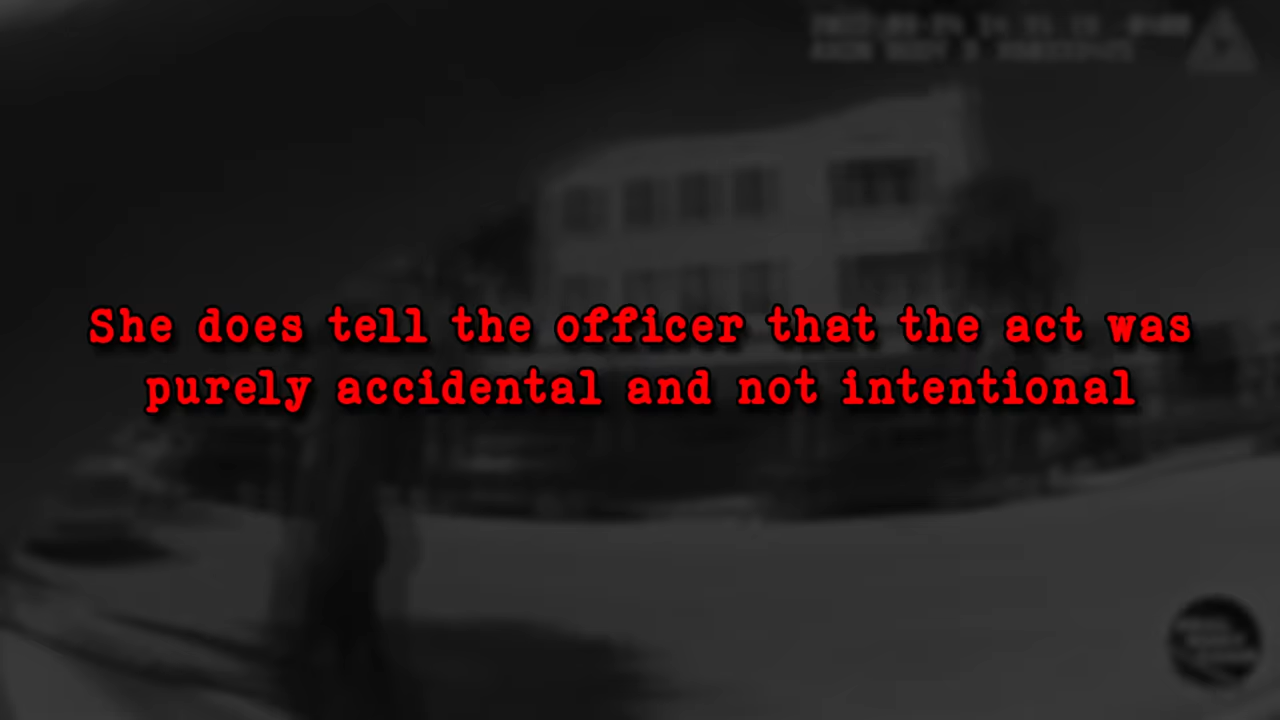 She does tell the officer that the act was
purely accidental and not intentional